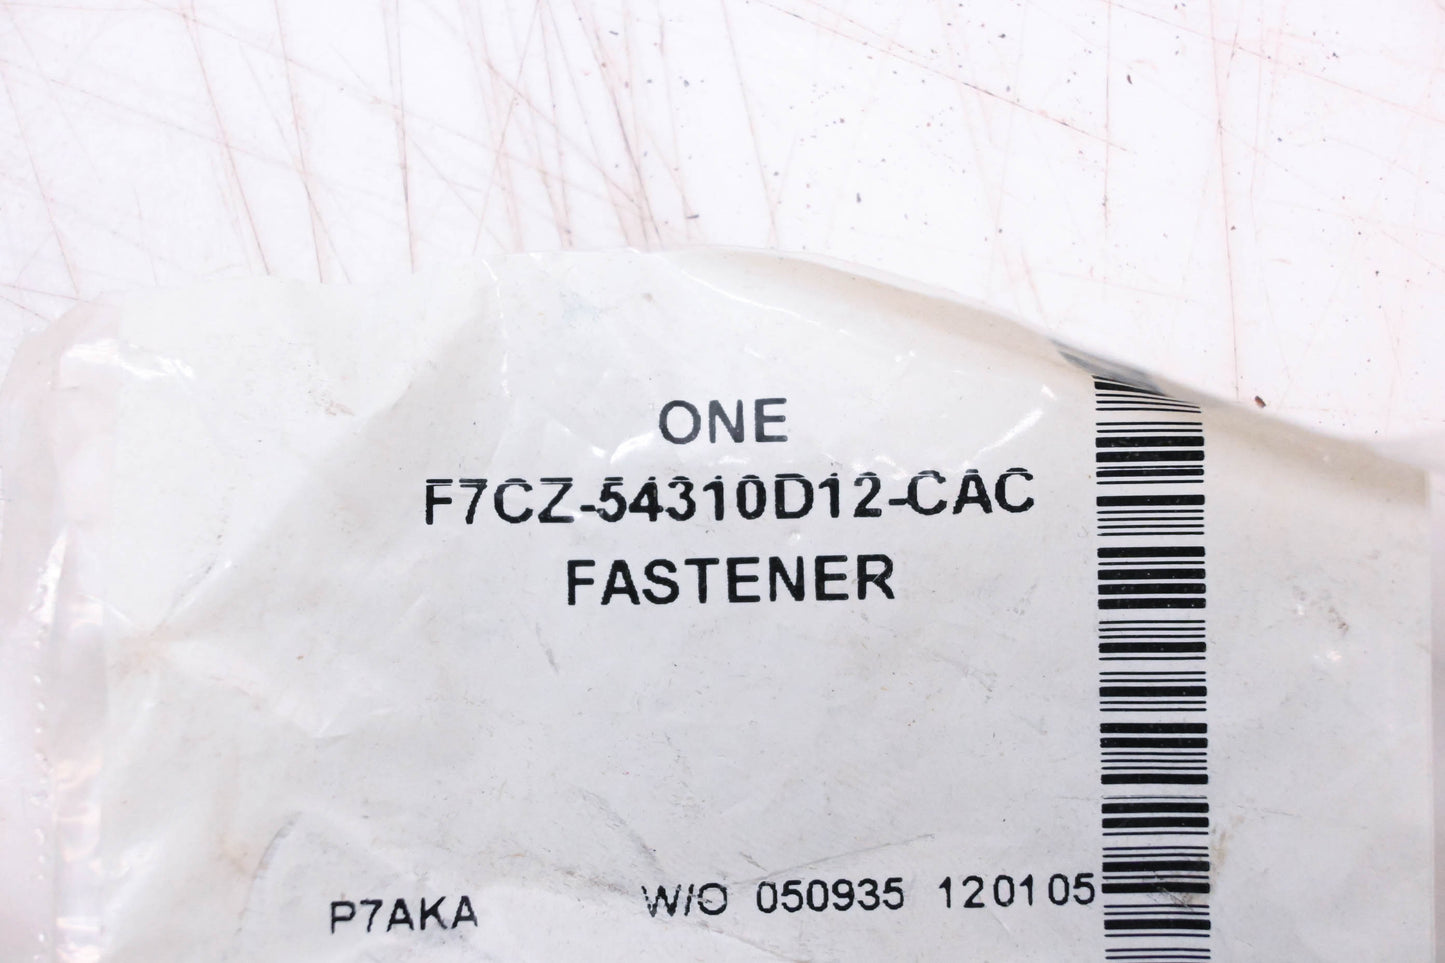 ONE
F7CZ-54310D12-CAC
FASTENER
P7AKA W/O 050935 120105